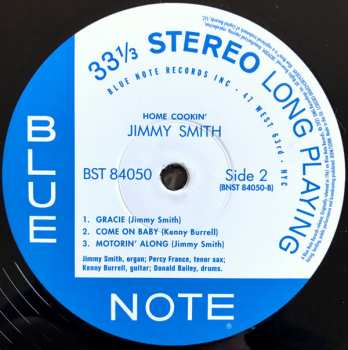 33⅓ STEREO LONG PLAYING
BLUE NOTE RECORDS INC · 47 WEST 63rd · NYC
HOME COOKIN'
JIMMY SMITH
BST 84050
Side 2
(BNST 84050-B)
1. GRACIE (Jimmy Smith)
2. COME ON BABY (Kenny Burrell)
3. MOTORIN' ALONG (Jimmy Smith)
Jimmy Smith, organ; Percy France, tenor sax;
Kenny Burrell, guitar; Donald Bailey, drums.
BLUE
NOTE
®